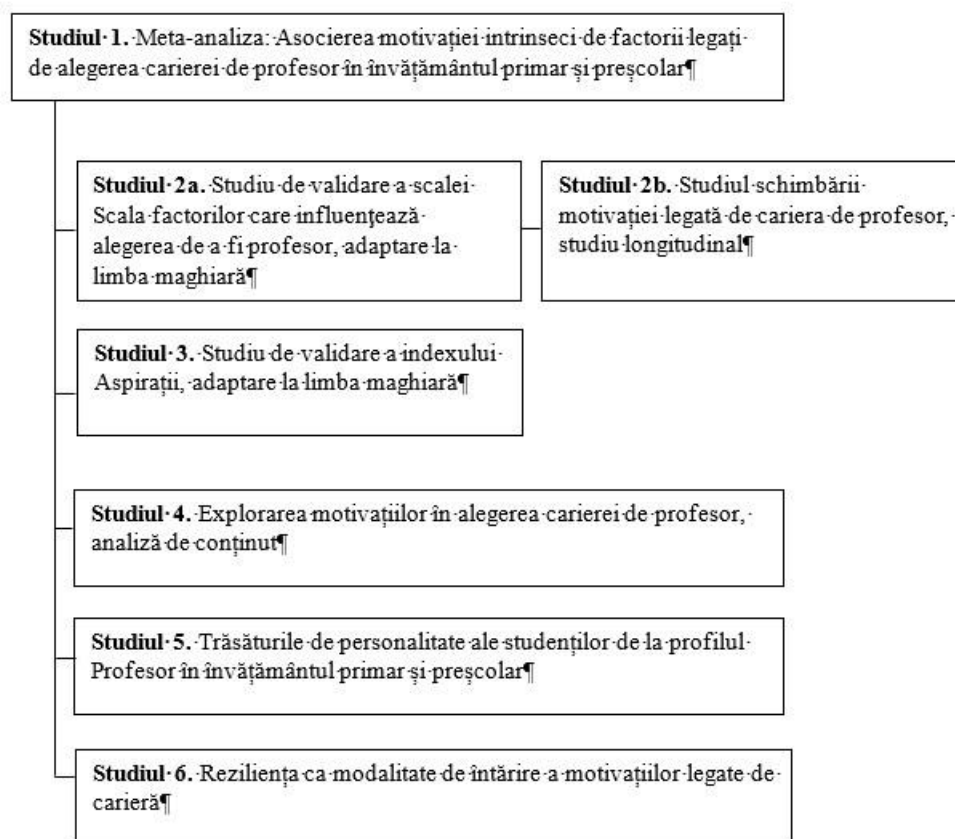 Studiul 1. Meta-analiza: Asocierea motivației intrinseci de factorii legați
de alegerea carierei de profesor în învățământul primar și preșcolar¶
Studiul 2a. Studiu de validare a scalei
Scala factorilor care influențează
alegerea de a fi profesor, adaptare la
limba maghiară¶
Studiul 2b. Studiul schimbării
motivației legată de cariera de profesor,
studiu longitudinal¶
Studiul 3. Studiu de validare a indexului
Aspirații, adaptare la limba maghiară¶
Studiul 4. Explorarea motivațiilor în alegerea carierei de profesor,
analiză de conținut¶
Studiul 5. Trăsăturile de personalitate ale studenților de la profilul
Profesor în învățământul primar și preșcolar¶
Studiul 6. Reziliența ca modalitate de întărire a motivațiilor legate de
carieră¶